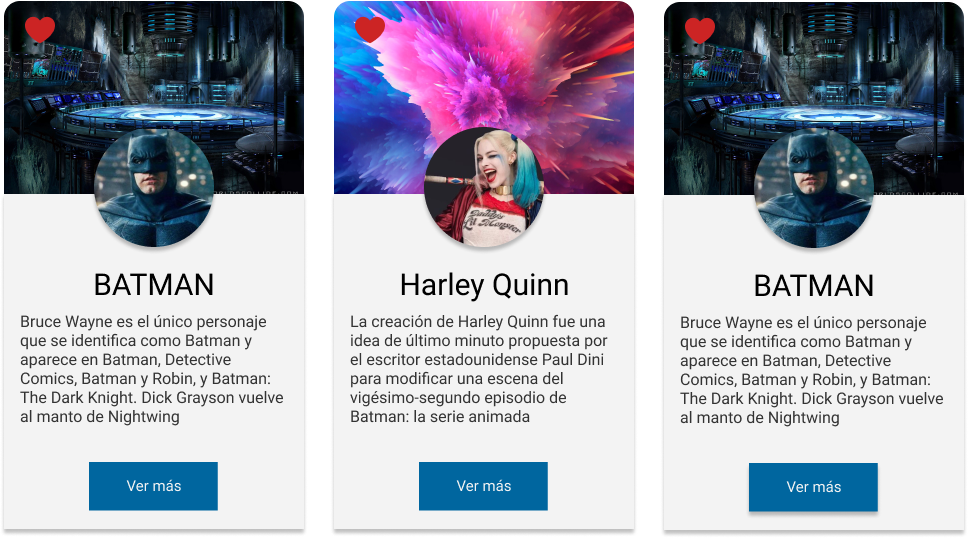 BATMAN
Bruce Wayne es el único personaje
que se identifica como Batman y
aparece en Batman, Detective
Comics, Batman y Robin, y Batman:
The Dark Knight. Dick Grayson vuelve
al manto de Nightwing
Ver más
Daddy's
Lil Monster
Harley Quinn
La creación de Harley Quinn fue una
idea de último minuto propuesta por
el escritor estadounidense Paul Dini
para modificar una escena del
vigésimo-segundo episodio de
Batman: la serie animada
Ver más
BATMAN
Bruce Wayne es el único personaje
que se identifica como Batman y
aparece en Batman, Detective
Comics, Batman y Robin, y Batman:
The Dark Knight. Dick Grayson vuelve
al manto de Nightwing
Ver más